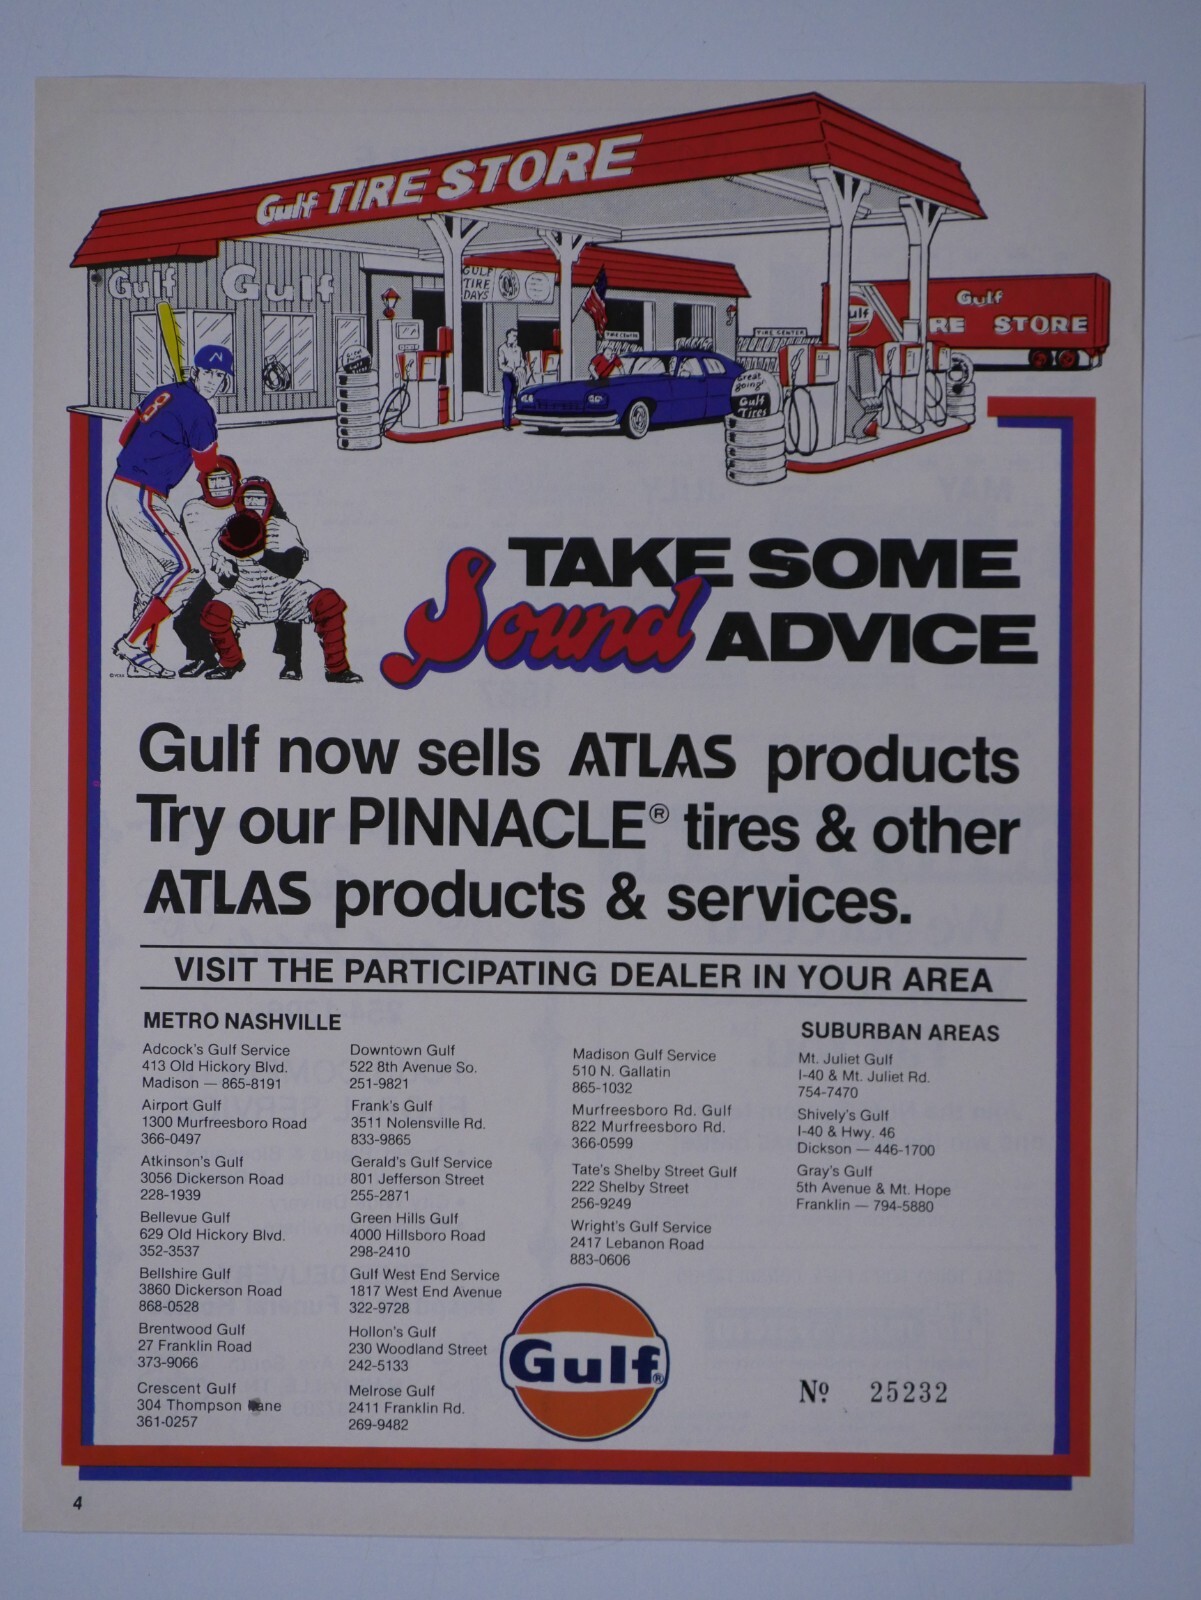 Gulf TIRE STORE
Gulf
Gulf
GULF
TIRE
DAYS
TIRE CENTER
TIRE CENTER
Gulf
Gulf
RE STORE
Great
going!
Gulf
Tires
N
8
TAKE SOME
Sound ADVICE
Gulf now sells ATLAS products
Try our PINNACLE® tires & other
ATLAS products & services.
VISIT THE PARTICIPATING DEALER IN YOUR AREA
METRO NASHVILLE
Adcock's Gulf Service
413 Old Hickory Blvd.
Madison — 865-8191
Airport Gulf
1300 Murfreesboro Road
366-0497
Atkinson's Gulf
3056 Dickerson Road
228-1939
Bellevue Gulf
629 Old Hickory Blvd.
352-3537
Bellshire Gulf
3860 Dickerson Road
868-0528
Brentwood Gulf
27 Franklin Road
373-9066
Crescent Gulf
304 Thompson ane
361-0257
Downtown Gulf
522 8th Avenue So.
251-9821
Frank's Gulf
3511 Nolensville Rd.
833-9865
Gerald's Gulf Service
801 Jefferson Street
255-2871
Green Hills Gulf
4000 Hillsboro Road
298-2410
Gulf West End Service
1817 West End Avenue
322-9728
Hollon's Gulf
230 Woodland Street
242-5133
Melrose Gulf
2411 Franklin Rd.
269-9482
Madison Gulf Service
510 N. Gallatin
865-1032
Murfreesboro Rd. Gulf
822 Murfreesboro Rd.
366-0599
Tate's Shelby Street Gulf
222 Shelby Street
256-9249
Wright's Gulf Service
2417 Lebanon Road
883-0606
SUBURBAN AREAS
Mt. Juliet Gulf
I-40 & Mt. Juliet Rd.
754-7470
Shively's Gulf
I-40 & Hwy. 46
Dickson — 446-1700
Gray's Gulf
5th Avenue & Mt. Hope
Franklin — 794-5880
Gulf®
Nº 25232
4